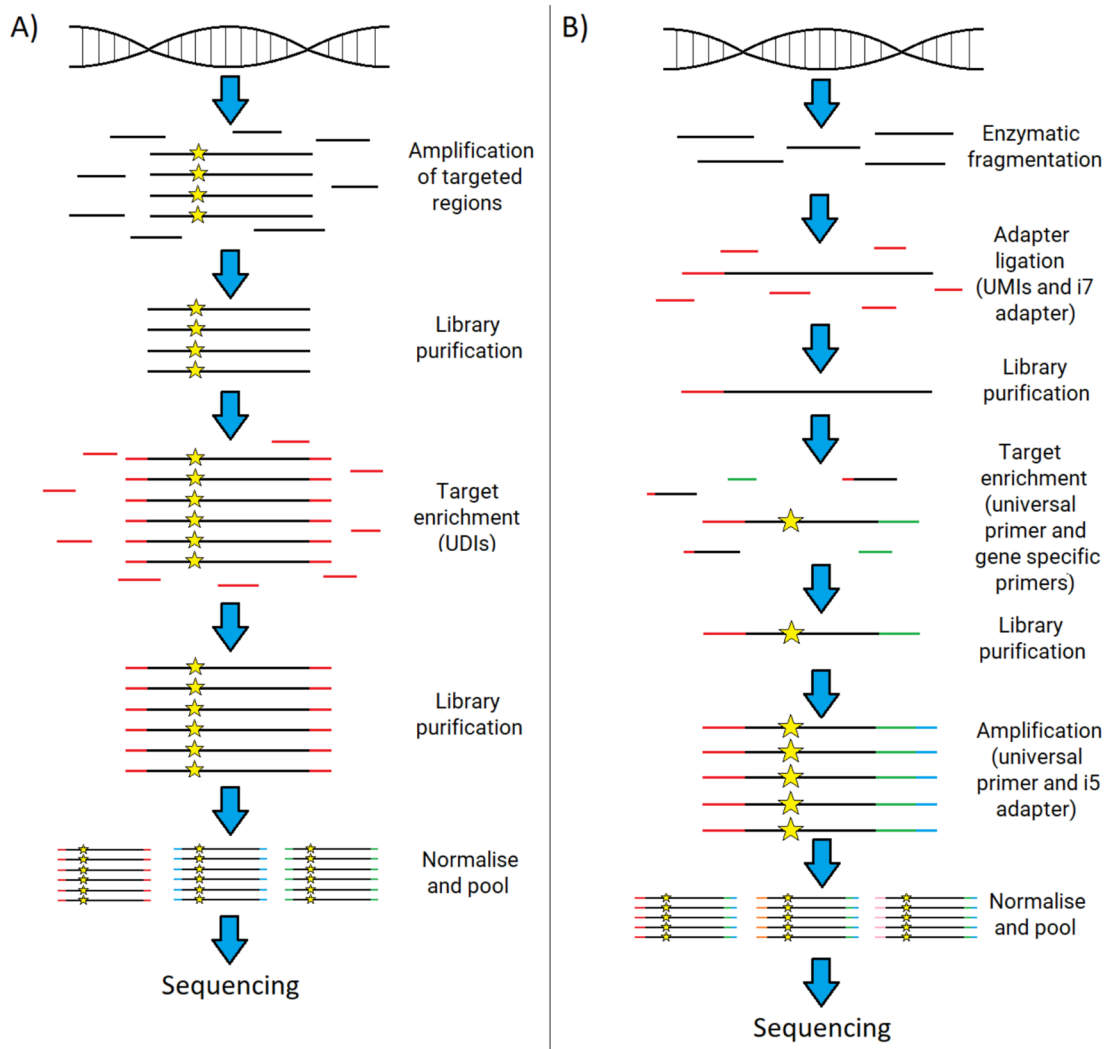 A)
Amplification
of targeted
regions
Library
purification
Target
enrichment
(UDIs)
Library
purification
Normalise
and pool
Sequencing
B)
Enzymatic
fragmentation
Adapter
ligation
(UMIs and i7
adapter)
Library
purification
Target
enrichment
(universal
primer and
gene specific
primers)
Library
purification
Amplification
(universal
primer and i5
adapter)
Normalise
and pool
Sequencing